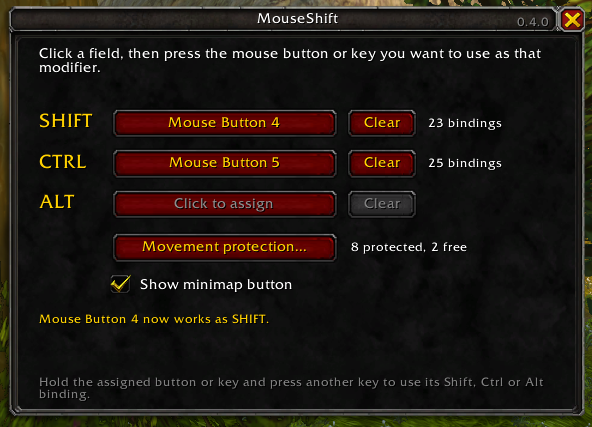 MouseShift
0.4.0
Click a field, then press the mouse button or key you want to use as that
modifier.
SHIFT Mouse Button 4 Clear 23 bindings
CTRL Mouse Button 5 Clear 25 bindings
ALT Click to assign Clear
Movement protection... 8 protected, 2 free
Show minimap button
Mouse Button 4 now works as SHIFT.
Hold the assigned button or key and press another key to use its Shift, Ctrl or Alt
binding.